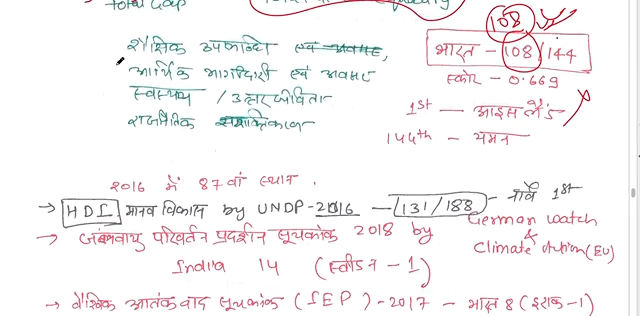 Total Gap
108
शैक्षिक उपलब्धि एवं अवसर,
भारत - 108/144
आर्थिक भागीदारी एवं अवसर
स्कोर - 0.669
स्वास्थ्य / उत्तरजीविता
1st — आइसलैंड
राजनैतिक सशक्तिकरण
144th - यमन
2016 में 87 वां स्थान
→ HDI मानव विकास by UNDP - 2016 - 131/188 - नार्वे 1st
→ जलवायु परिवर्तन प्रदर्शन सूचकांक 2018 by German watch & Climate Action (EU)
India 14 (स्वीडन - 1)
→ वैश्विक आतंकवाद सूचकांक (IEP) - 2017 - भारत 8 (इराक - 1)